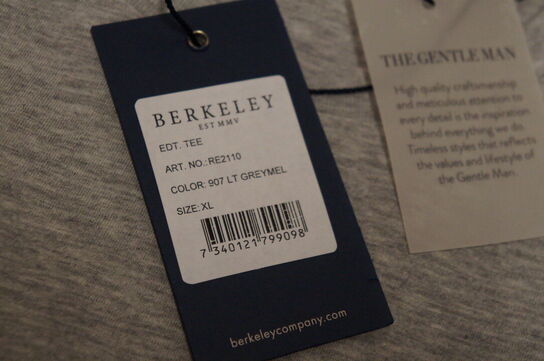 BERKELEY
EST MMV
EDT. TEE
ART. NO.:RE2110
COLOR: 907 LT GREYMEL
SIZE: XL
7 340121 799098
berkeleycompany.com
THE GENTLE MAN
High quality craftsmanship
and meticulous attention to
every detail is the inspiration
behind everything we do.
Timeless styles that reflects
the values and lifestyle of
the Gentle Man.